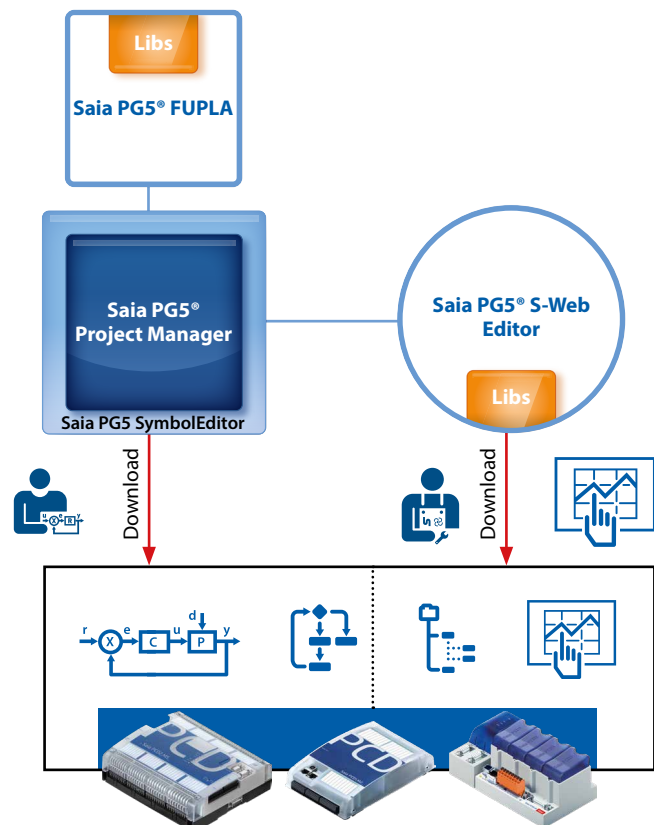 Libs
Saia PG5® FUPLA
Saia PG5®
Project Manager
Saia PG5 SymbolEditor
Saia PG5® S-Web
Editor
Libs
Download
Download
u
e
R
y
r
e
u
d
y
X
C
P
PCD
PCD